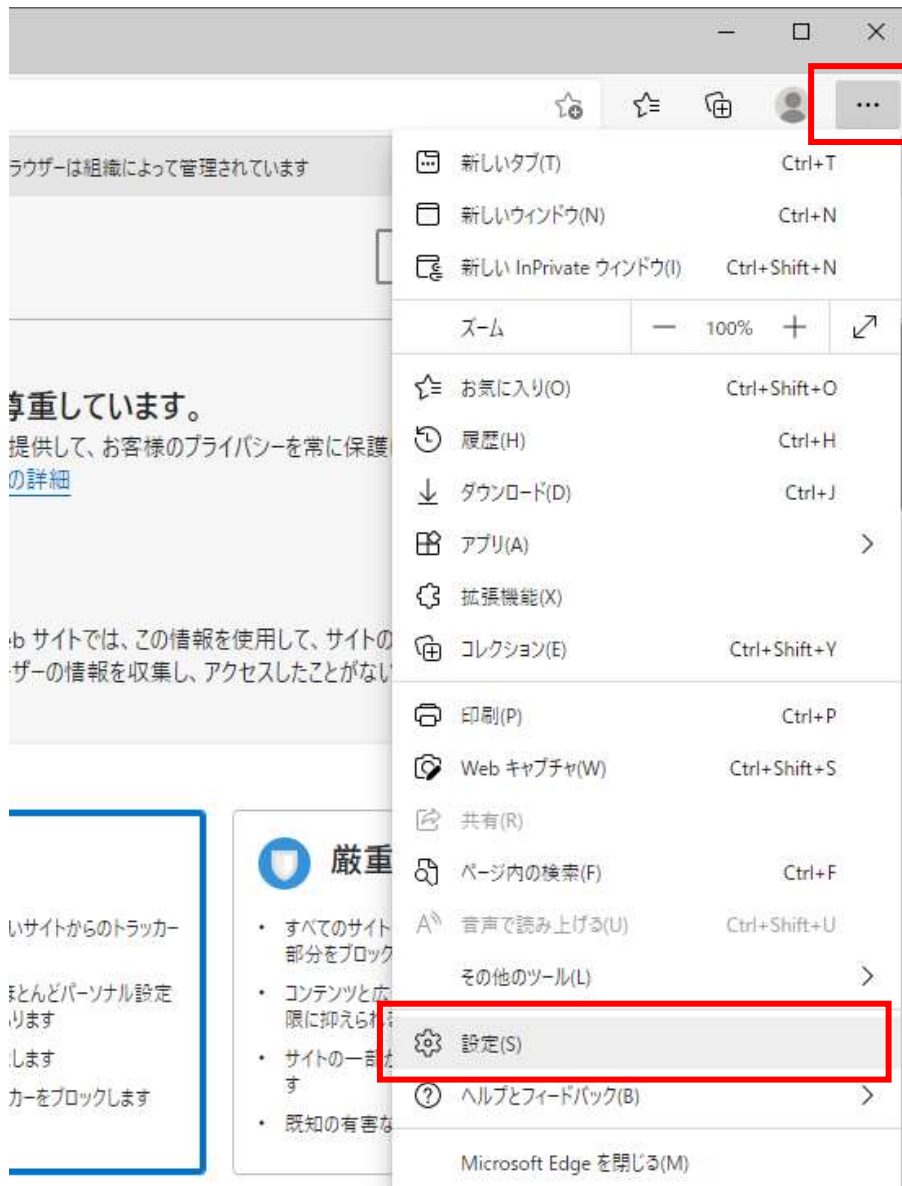 ラウザーは組織によって管理されています
尊重しています。
提供して、お客様のプライバシーを常に保護
の詳細
eb サイトでは、この情報を使用して、サイトの
ーザーの情報を収集し、アクセスしたことがない
いサイトからのトラッカー
ほとんどパーソナル設定
ります
します
カーをブロックします
厳重
• すべてのサイト
部分をブロック
• コンテンツと広
限に抑えられる
• サイトの一部が
す
• 既知の有害な
新しいタブ(T) Ctrl+T
新しいウィンドウ(N) Ctrl+N
新しい InPrivate ウィンドウ(I) Ctrl+Shift+N
ズーム — 100% +
お気に入り(O) Ctrl+Shift+O
履歴(H) Ctrl+H
ダウンロード(D) Ctrl+J
アプリ(A)
拡張機能(X)
コレクション(E) Ctrl+Shift+Y
印刷(P) Ctrl+P
Web キャプチャ(W) Ctrl+Shift+S
共有(R)
ページ内の検索(F) Ctrl+F
音声で読み上げる(U) Ctrl+Shift+U
その他のツール(L)
設定(S)
ヘルプとフィードバック(B)
Microsoft Edge を閉じる(M)